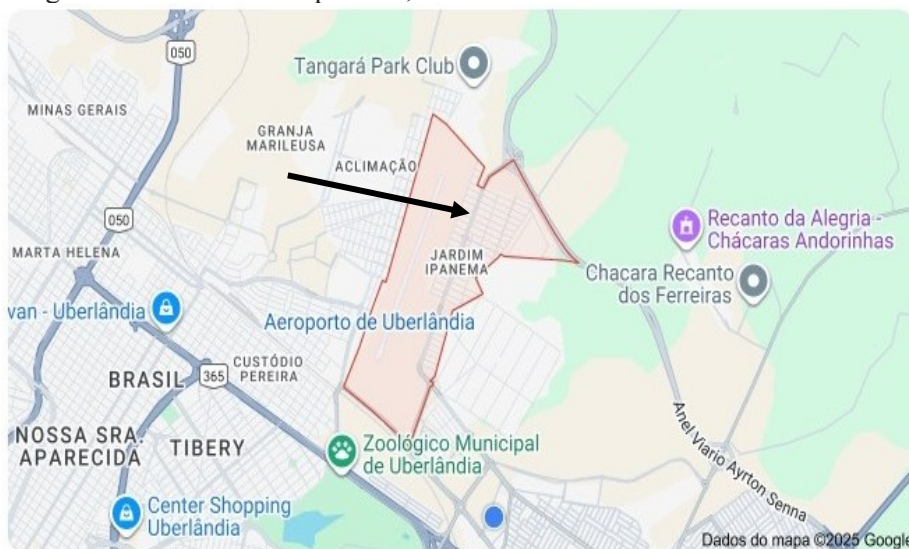 050
Tangará Park Club
MINAS GERAIS
GRANJA
MARILEUSA
ACLIMAÇÃO
050
MARTA HELENA
JARDIM
IPANEMA
Recanto da Alegria -
Chácaras Andorinhas
Chacara Recanto
dos Ferreiras
van - Uberlândia
Aeroporto de Uberlândia
CUSTÓDIO
PEREIRA
BRASIL
365
NOSSA SRA.
APARECIDA
TIBERY
Zoológico Municipal
de Uberlândia
Anel Viario Ayrton Senna
Center Shopping
Uberlândia
Dados do mapa ©2025 Google